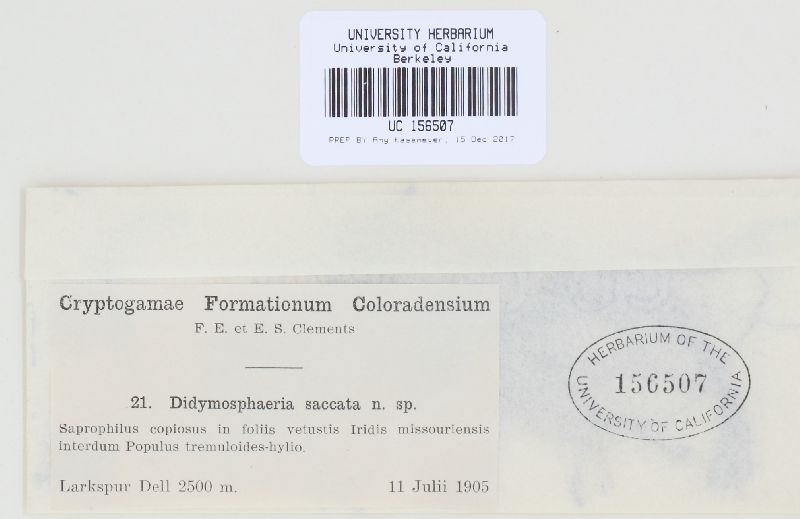 UNIVERSITY HERBARIUM
University of California
Berkeley
UC 156507
PREP BY Amy Kasameyer, 15 Dec 2017
Cryptogamae Formationum Coloradensium
F. E. et E. S. Clements
21. Didymosphaeria saccata n. sp.
Saprophilus copiosus in foliis vetustis Iridis missouriensis
interdum Populus tremuloides-hylio.
Larkspur Dell 2500 m. 11 Julii 1905
HERBARIUM OF THE
156507
UNIVERSITY OF CALIFORNIA